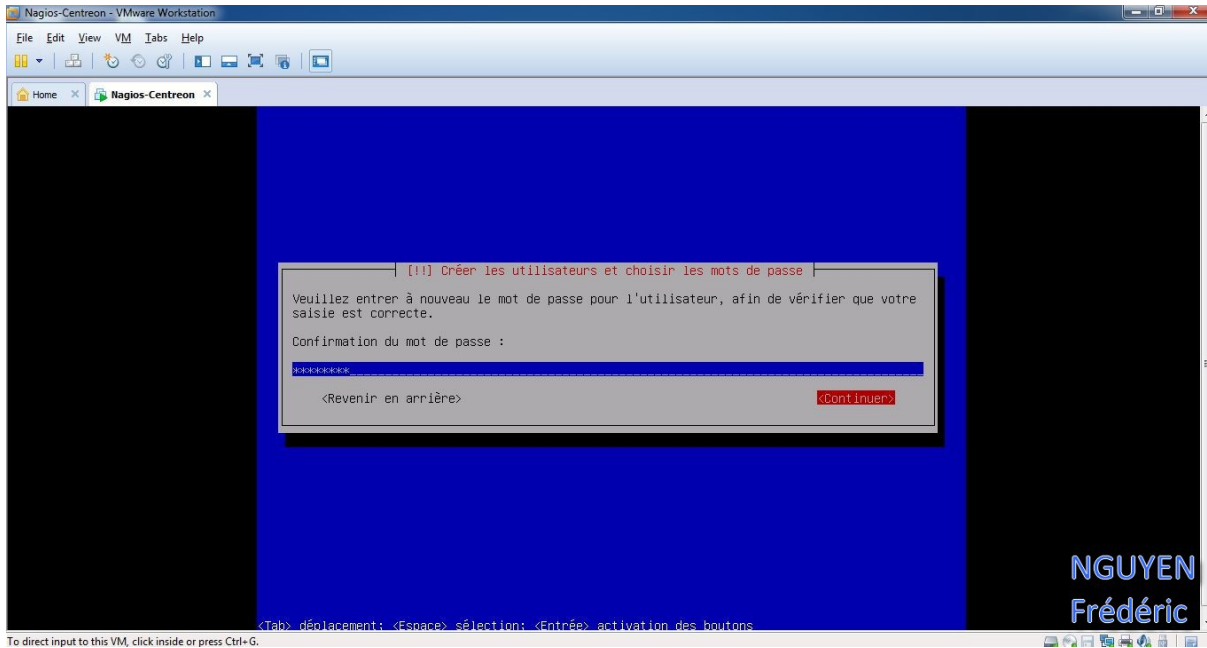 Nagios-Centreon - VMware Workstation
File Edit View VM Tabs Help
Home Nagios-Centreon
[!!] Créer les utilisateurs et choisir les mots de passe
Veuillez entrer à nouveau le mot de passe pour l'utilisateur, afin de vérifier que votre
saisie est correcte.
Confirmation du mot de passe :
********
<Revenir en arrière> <Continuer>
NGUYEN
Frédéric
<Tab> déplacement; <Espace> sélection; <Entrée> activation des boutons
To direct input to this VM, click inside or press Ctrl+G.